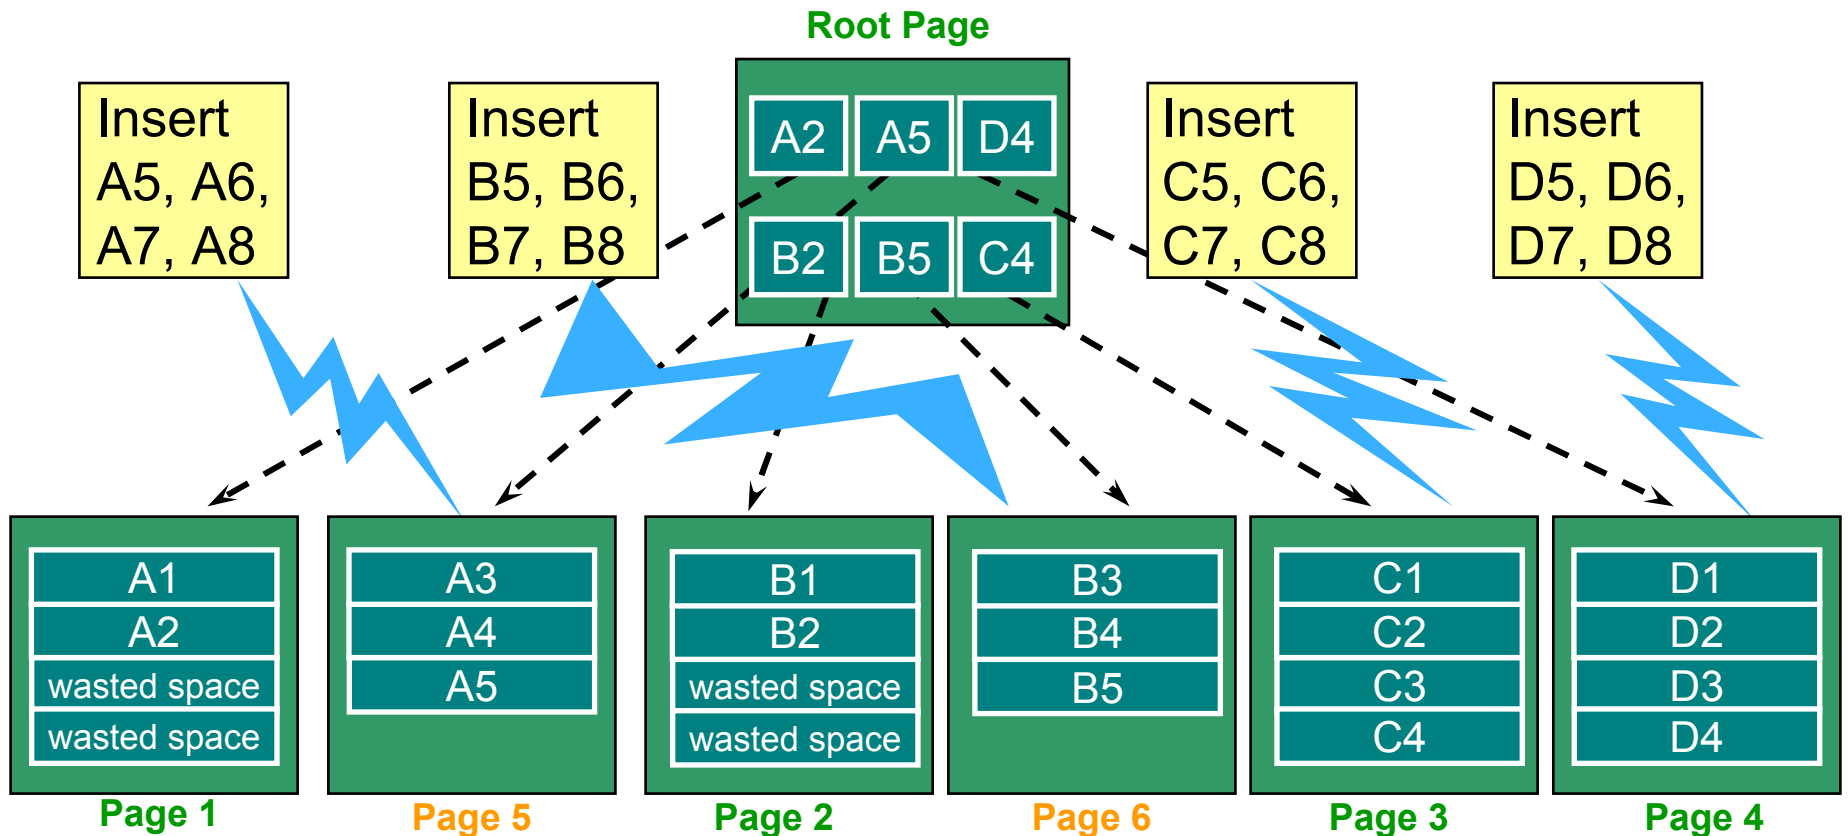 Root Page
Insert
A5, A6,
A7, A8
Insert
B5, B6,
B7, B8
A2
A5
D4
B2
B5
C4
Insert
C5, C6,
C7, C8
Insert
D5, D6,
D7, D8
A1
A2
wasted space
wasted space
Page 1
A3
A4
A5
Page 5
B1
B2
wasted space
wasted space
Page 2
B3
B4
B5
Page 6
C1
C2
C3
C4
Page 3
D1
D2
D3
D4
Page 4